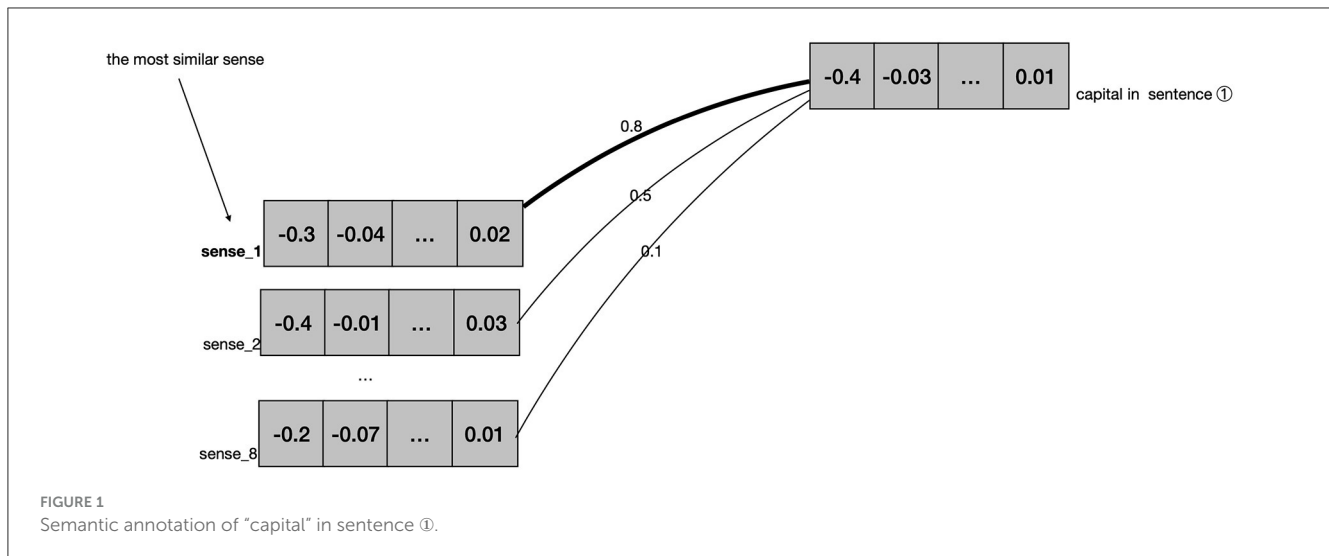 the most similar sense
-0.4 -0.03 ... 0.01
capital in sentence ①
0.8
0.5
0.1
-0.3 -0.04 ... 0.02
sense_1
-0.4 -0.01 ... 0.03
sense_2
...
-0.2 -0.07 ... 0.01
sense_8
FIGURE 1
Semantic annotation of “capital” in sentence ①.